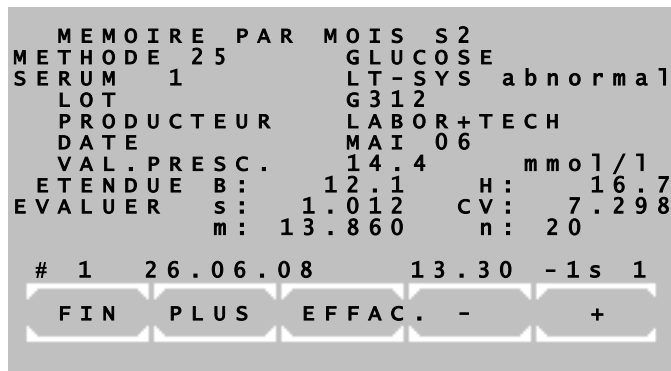 MEMOIRE PAR MOIS S2
METHODE 25 GLUCOSE
SERUM 1 LT-SYS abnormal
LOT G312
PRODUCTEUR LABOR+TECH
DATE MAI 06
VAL.PRESC. 14.4 mmol/l
ETENDUE B: 12.1 H: 16.7
EVALUER s: 1.012 CV: 7.298
m: 13.860 n: 20
# 1 26.06.08 13.30 -1s 1
FIN PLUS EFFAC. - +